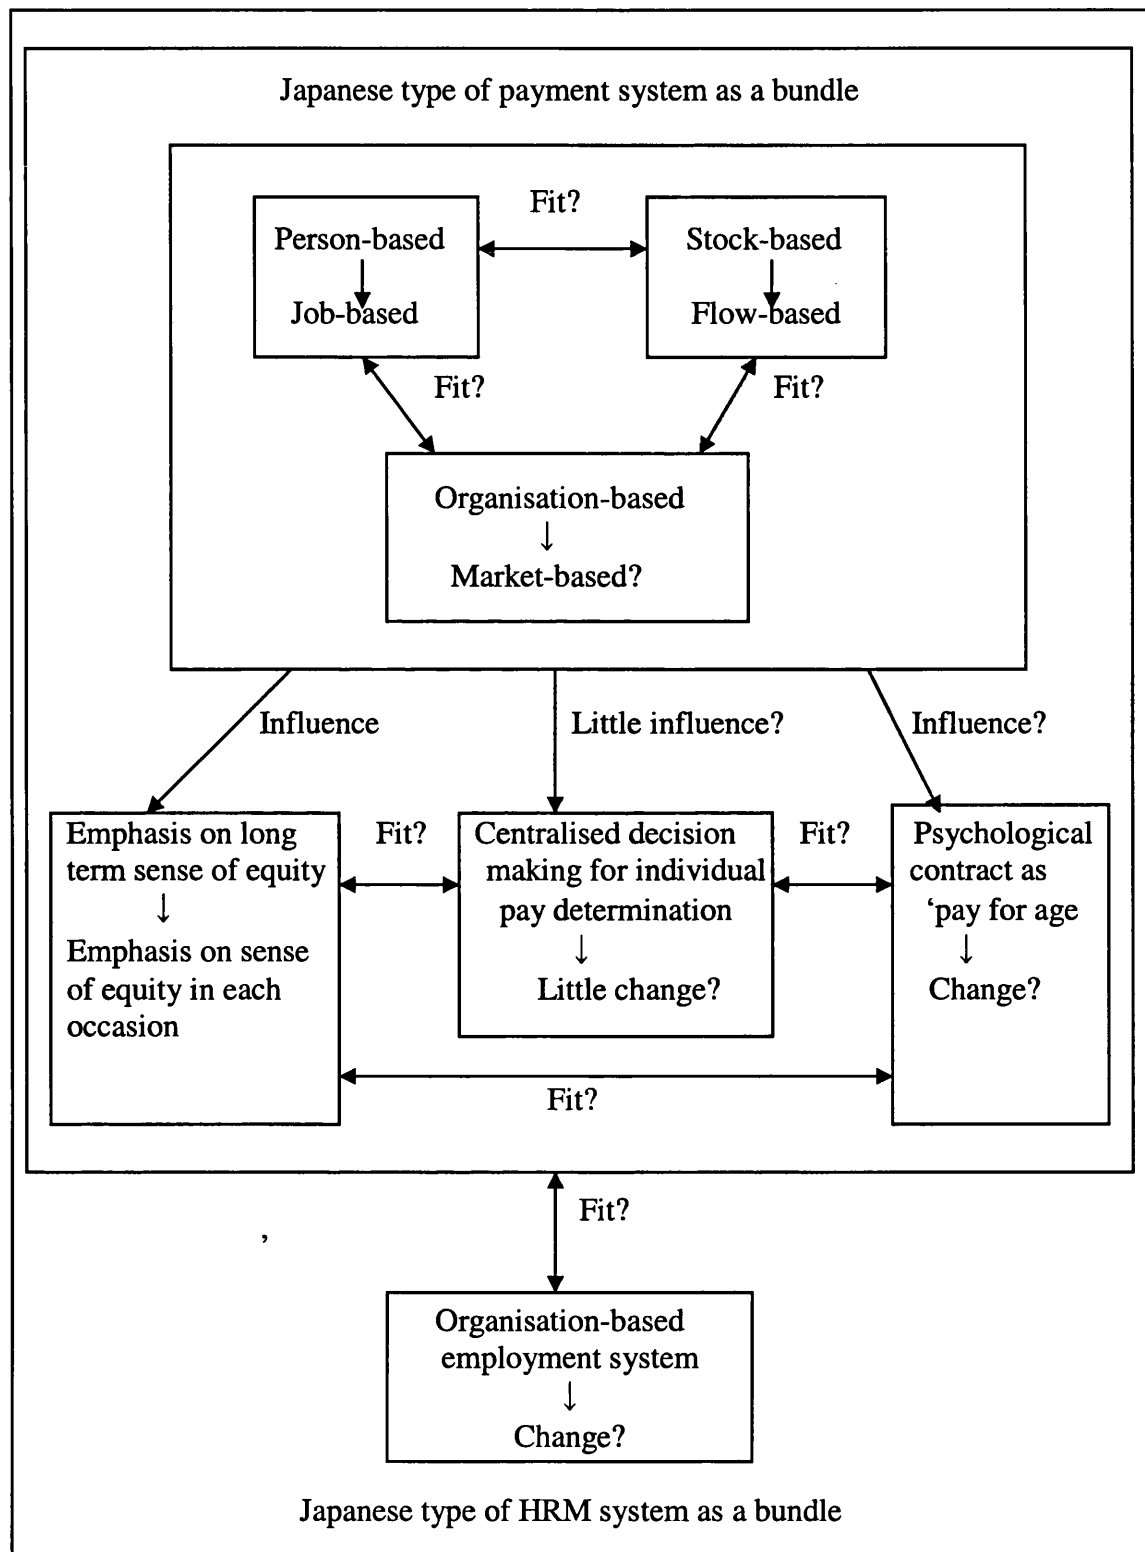 Japanese type of payment system as a bundle
Fit?
Person-based
↓
Job-based
Stock-based
↓
Flow-based
Fit?
Fit?
Organisation-based
↓
Market-based?
Influence
Little influence?
Influence?
Emphasis on long
term sense of equity
↓
Emphasis on sense
of equity in each
occasion
Fit?
Centralised decision
making for individual
pay determination
↓
Little change?
Fit?
Psychological
contract as
‘pay for age
↓
Change?
Fit?
Fit?
Organisation-based
employment system
↓
Change?
Japanese type of HRM system as a bundle